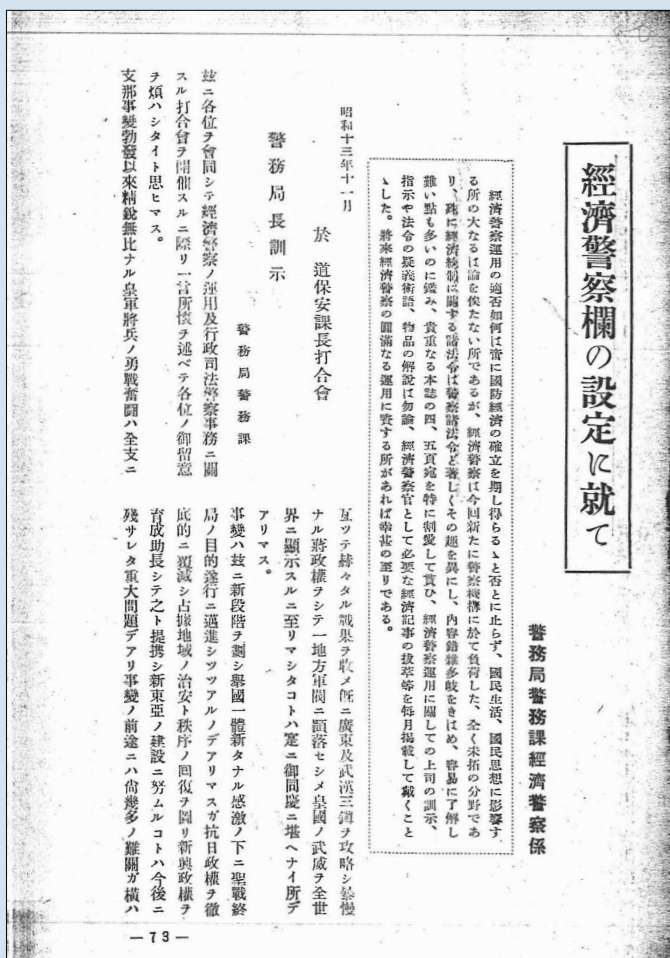 經濟警察欄の設定に就て
警務局警務課經濟警察係
經濟警察運用の適否如何は啻に國防經濟の確立を期し得らるゝと否とに止らず、國民生活、國民思想に影響す
る所の大なるは論を俟たない所であるが、經濟警察は今回新たに警察機構に於て負荷した、全く未拓の分野であ
り、殊に經濟統制に關する諸法令は警察諸法令と著しくその趣を異にし、內容錯雜多岐をきはめ、容易に了解し
難い點も多いのに鑑み、貴重なる本誌の四、五頁宛を特に割愛して貰ひ、經濟警察運用に關しての上司の訓示、
指示や法令の疑義術語、物品の解說は勿論、經濟警察官として必要な經濟記事の拔萃等を每月揭載して戴くこと
ゝした。將來經濟警察の圓滿なる運用に資する所があれば幸甚の至りである。
昭和十三年十一月
於 道保安課長打合會
警務局長訓示
警務局警務課
玆ニ各位ヲ會同シテ經濟警察ノ運用及行政司法警察事務ニ關
スル打合會ヲ開催スルニ際リ一言所懷ヲ述ベテ各位ノ御留意
ヲ煩ハシタイト思ヒマス。
支那事變勃發以來精銳無比ナル皇軍將兵ノ勇戰奮鬪ハ全支ニ
亙ツテ赫々タル戰果ヲ收メ旣ニ廣東及武漢三鎭ヲ攻略シ暴慢
ナル蔣政權ヲシテ一地方軍閥ニ顚落セシメ皇國ノ武威ヲ全世
界ニ顯示スルニ至リマシタコトハ寔ニ御同慶ニ堪ヘナイ所デ
アリマス。
事變ハ玆ニ新段階ヲ劃シ擧國一體新タナル感激ノ下ニ聖戰終
局ノ目的遂行ニ邁進シツツアルノデアリマスガ抗日政權ヲ徹
底的ニ覆滅シ占據地域ノ治安ト秩序ノ回復ヲ圖リ新興政權ヲ
育成助長シテ之ト提携シ新東亞ノ建設ニ努ムルコトハ今後ニ
殘サレタ重大問題デアリ事變ノ前途ニハ尙幾多ノ難關ガ橫ハ
—73—